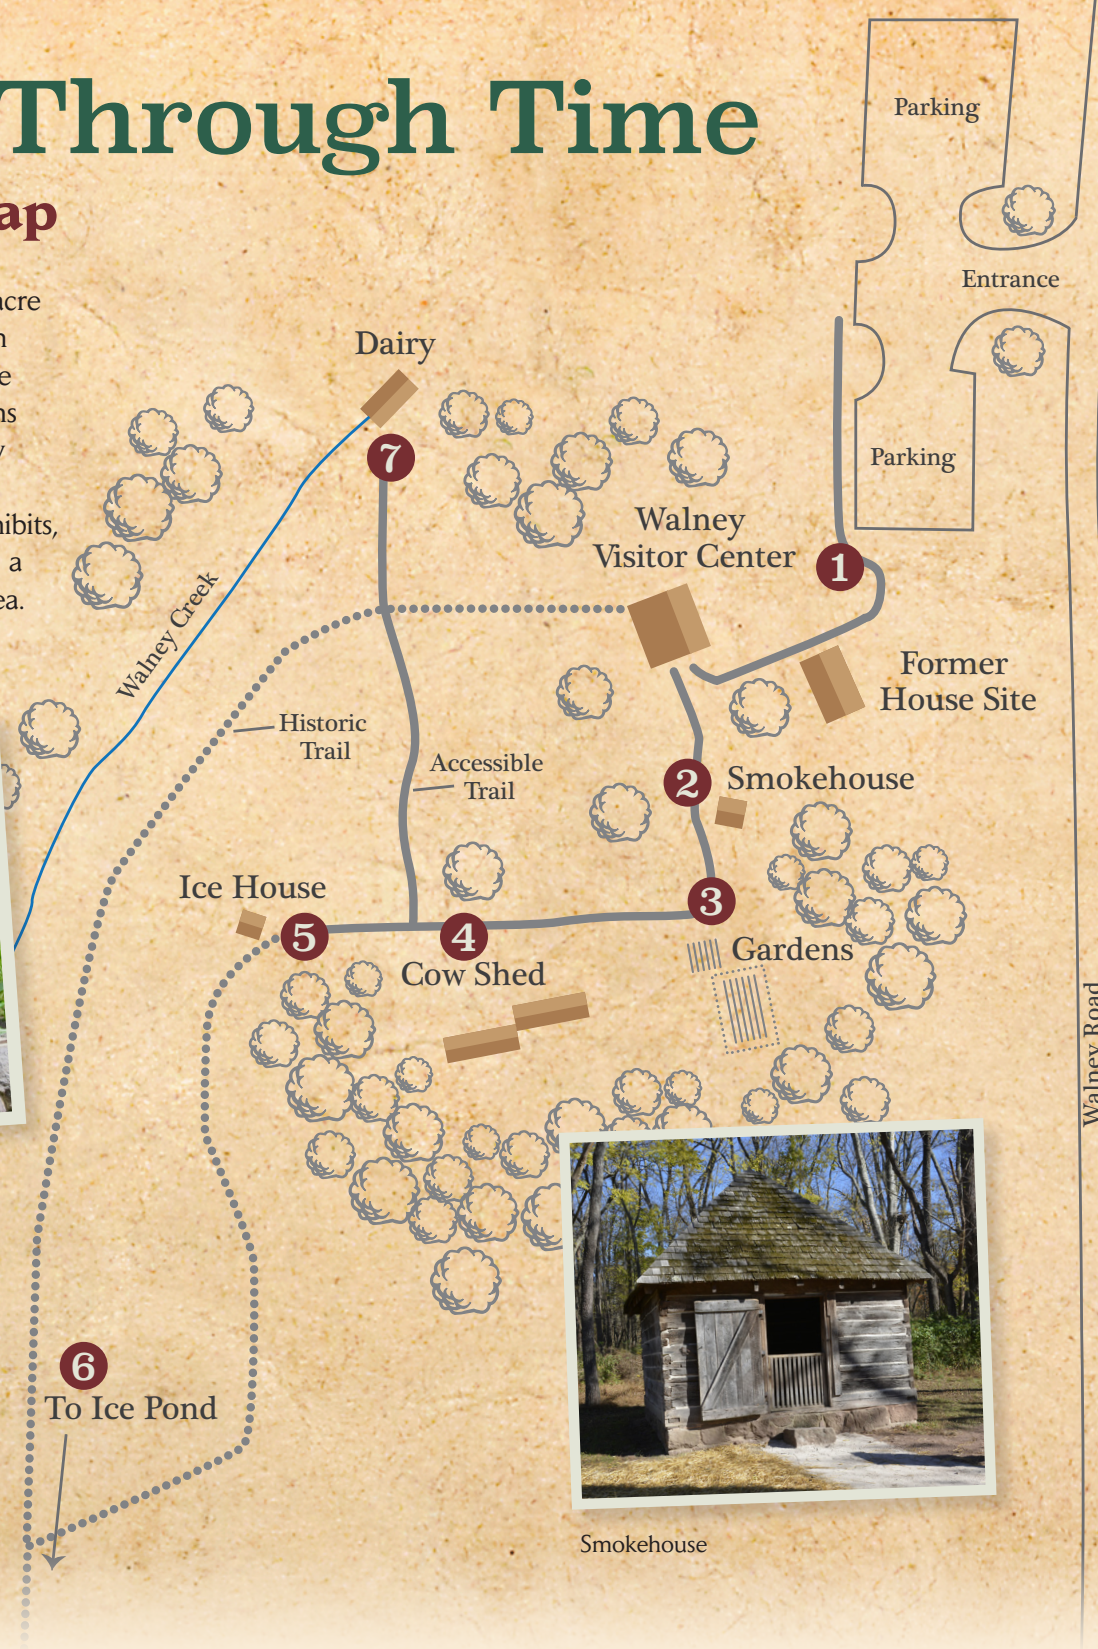 Through Time
ap
acre
n
e
ns
y
hibits,
a
ea.
Parking
Entrance
Parking
Dairy
7
Walney
Visitor Center
1
Walney Creek
Former
House Site
Historic
Trail
Accessible
Trail
2
Smokehouse
Ice House
3
5
4
Gardens
Cow Shed
Walney Road
6
To Ice Pond
Smokehouse